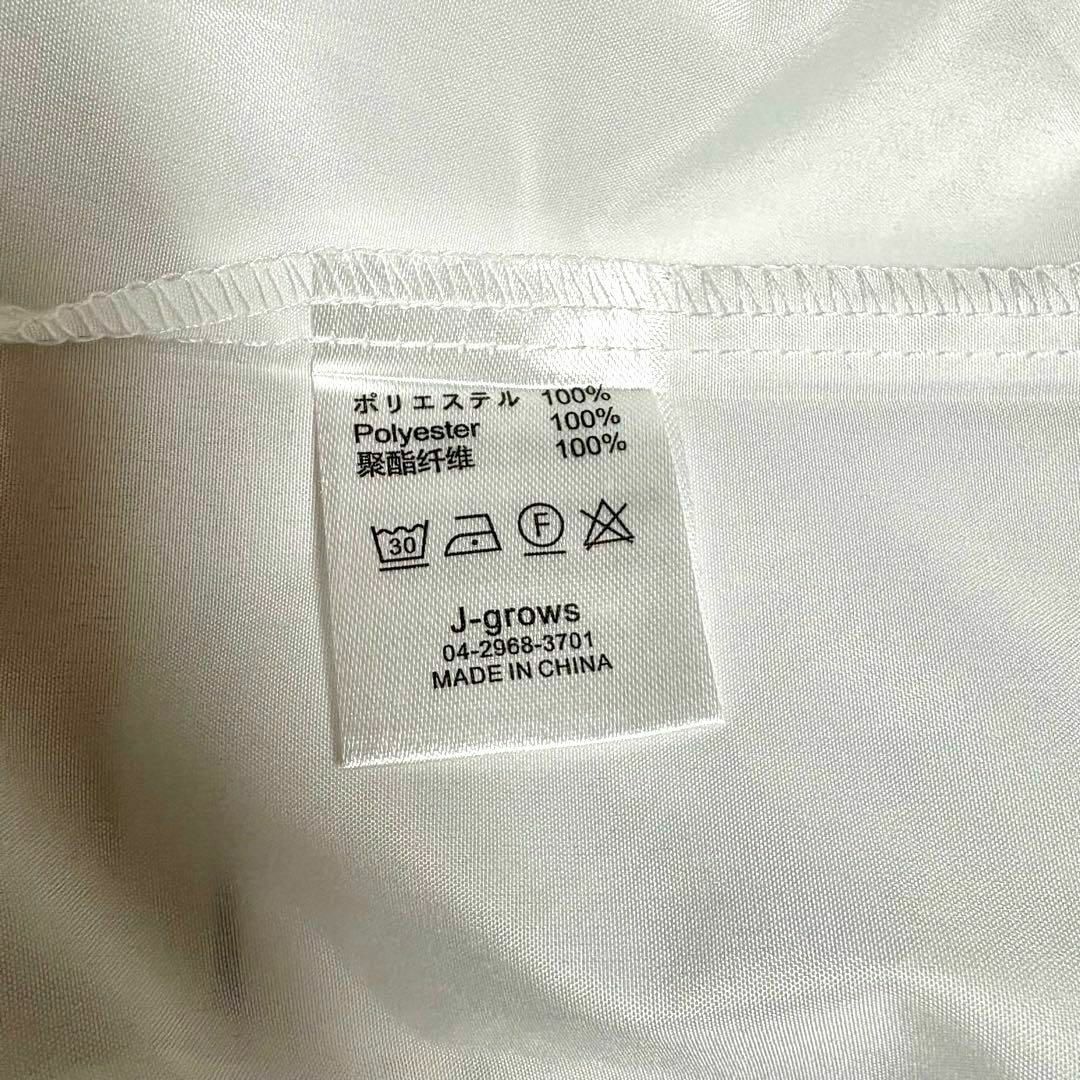 ポリエステル 100%
Polyester 100%
聚酯纤维 100%
30 F
J-grows
04-2968-3701
MADE IN CHINA